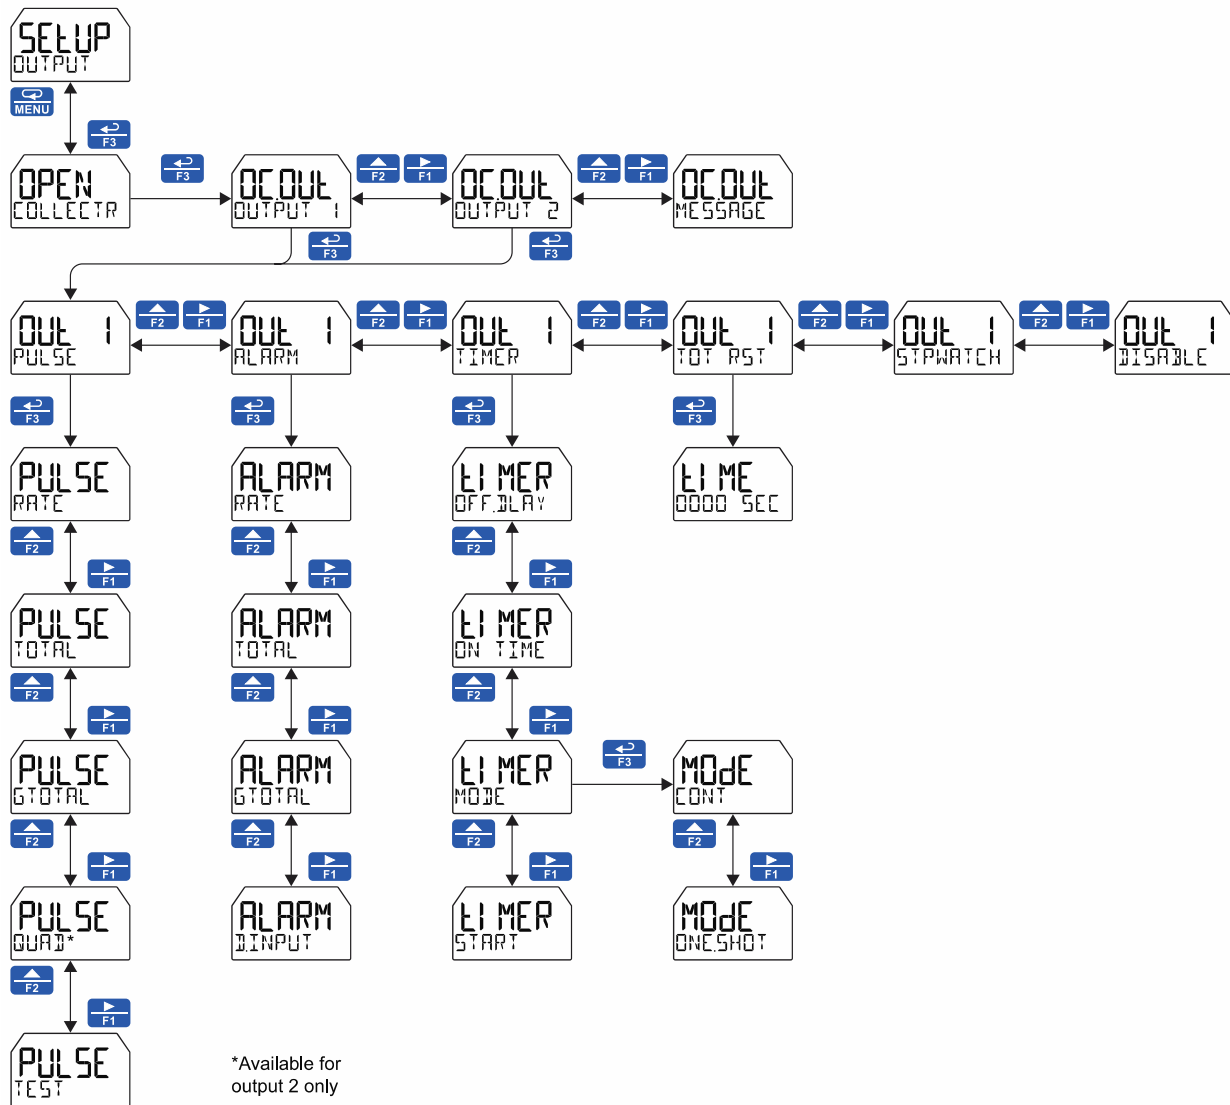 SEtUP
OUTPUT
MENU
F3
F3
F2 F1
F2 F1
OPEN
COLLECTR
OC.OUt
OUTPUT 1
OC.OUt
OUTPUT 2
OC.OUt
MESSAGE
F3
F3
F2 F1
F2 F1
F2 F1
F2 F1
F2 F1
OUt 1
PULSE
OUt 1
ALARM
OUt 1
TIMER
OUt 1
TOT RST
OUt 1
STPWATCH
OUt 1
DISABLE
F3
F3
F3
F3
PULSE
RATE
ALARM
RATE
tIMER
OFF.DLAY
tIME
0000 SEC
F2
F1
F2
F1
F2
F1
PULSE
TOTAL
ALARM
TOTAL
tIMER
ON TIME
F2
F1
F2
F1
F2
F1
F3
PULSE
GTOTAL
ALARM
GTOTAL
tIMER
MODE
MOdE
CONT
F2
F1
F2
F1
F2
F1
F2
F1
PULSE
QUAD*
ALARM
D.INPUT
tIMER
START
MOdE
ONE.SHOT
F2
F1
PULSE
TEST
*Available for
output 2 only